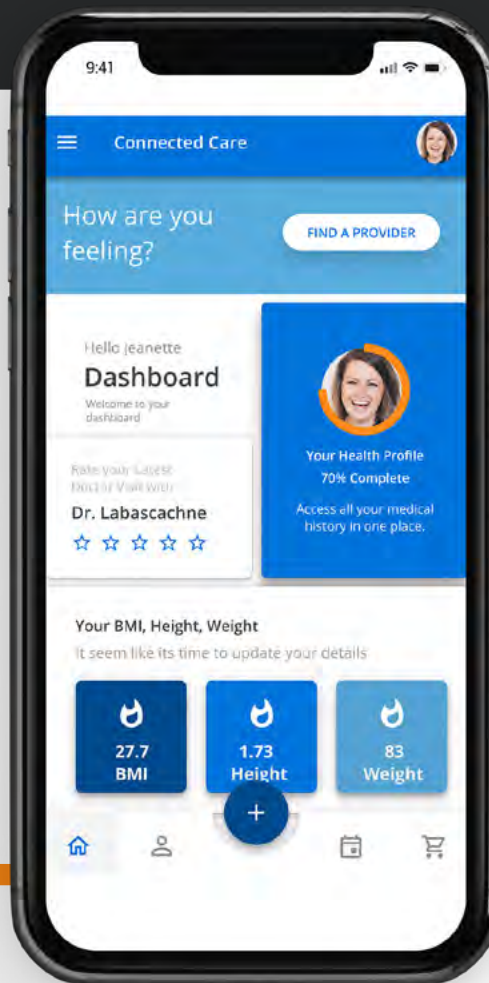 9:41
Connected Care
How are you
feeling?
FIND A PROVIDER
Hello Jeanette
Dashboard
Welcome to your
dashboard
Rate your Latest
Doctor Visit with
Dr. Labascachne
Your Health Profile
70% Complete
Access all your medical
history in one place.
Your BMI, Height, Weight
It seem like its time to update your details
27.7
BMI
1.73
Height
83
Weight
+